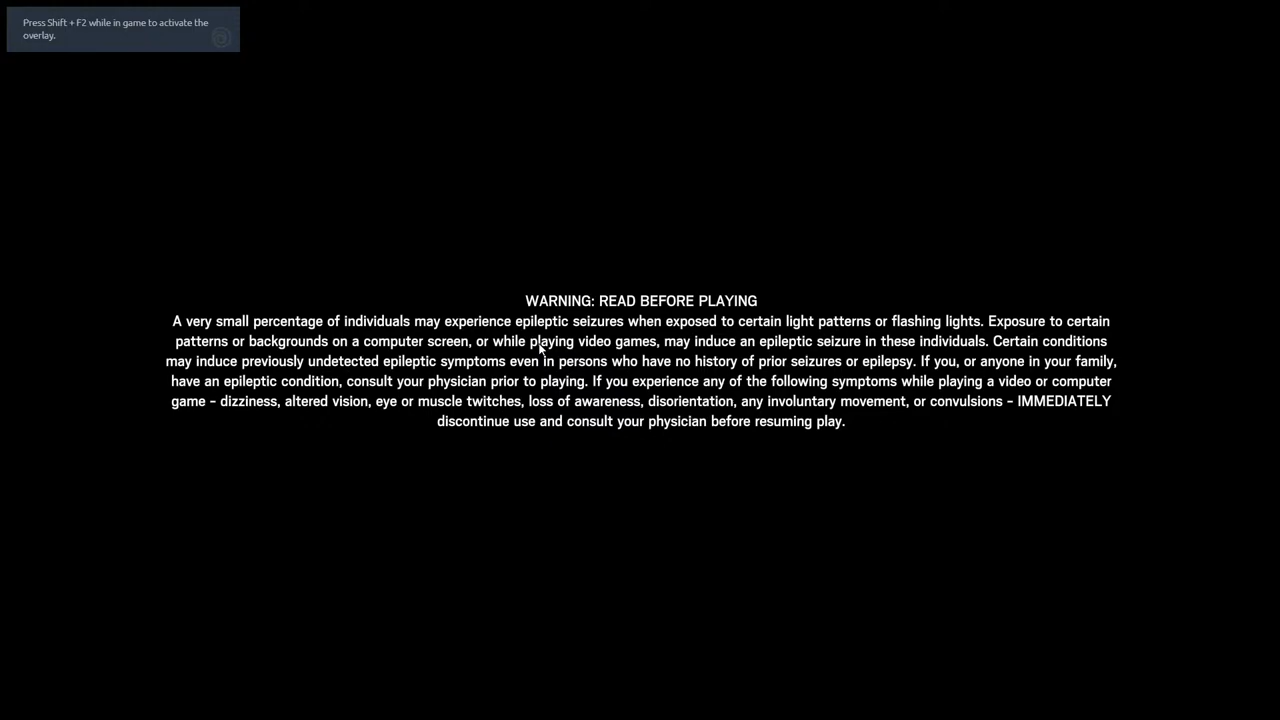 Press Shift + F2 while in game to activate the
overlay.
WARNING: READ BEFORE PLAYING
A very small percentage of individuals may experience epileptic seizures when exposed to certain light patterns or flashing lights. Exposure to certain
patterns or backgrounds on a computer screen, or while playing video games, may induce an epileptic seizure in these individuals. Certain conditions
may induce previously undetected epileptic symptoms even in persons who have no history of prior seizures or epilepsy. If you, or anyone in your family,
have an epileptic condition, consult your physician prior to playing. If you experience any of the following symptoms while playing a video or computer
game - dizziness, altered vision, eye or muscle twitches, loss of awareness, disorientation, any involuntary movement, or convulsions - IMMEDIATELY
discontinue use and consult your physician before resuming play.